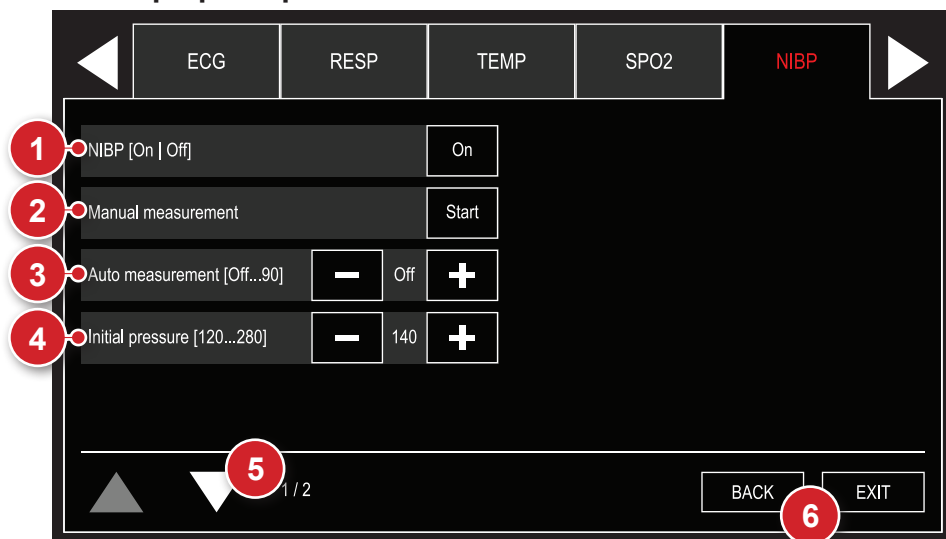 ECG RESP TEMP SPO2 NIBP
1 NIBP [On | Off] On
2 Manual measurement Start
3 Auto measurement [Off...90] − Off +
4 Initial pressure [120...280] − 140 +
5 1 / 2 BACK EXIT
6